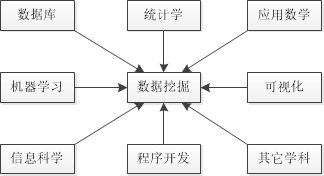 数据库
统计学
应用数学
机器学习
数据挖掘
可视化
信息科学
程序开发
其它学科